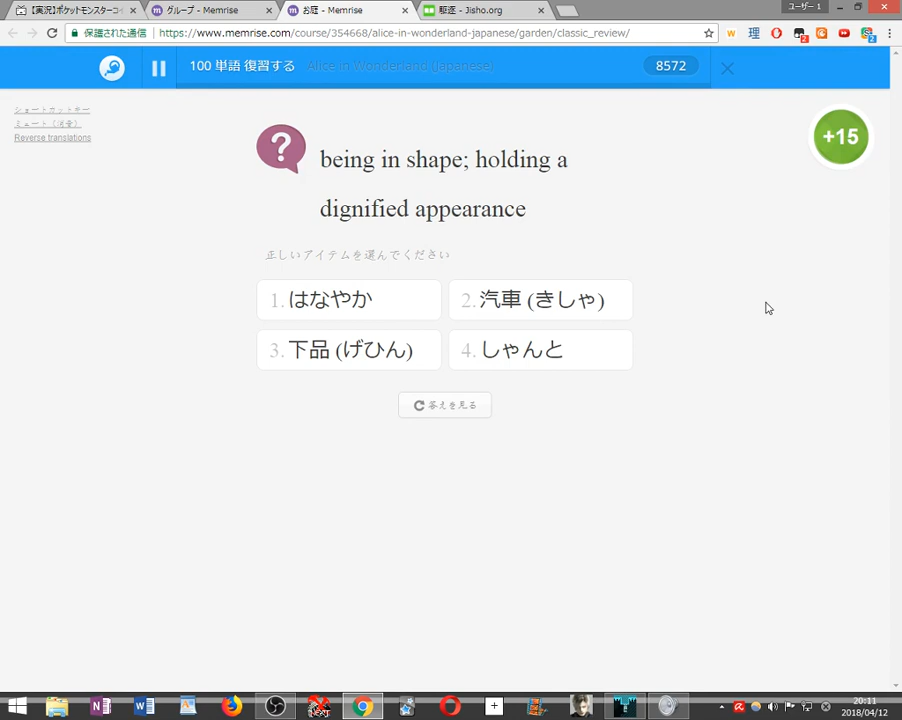 【実況】ポケットモンスターコ
グループ - Memrise
お庭 - Memrise
駆逐 - Jisho.org
ユーザー 1
保護された通信
https://www.memrise.com/course/354668/alice-in-wonderland-japanese/garden/classic_review/
100 単語 復習する
Alice in Wonderland (Japanese)
8572
ショートカットキー
ミュート (消音)
Reverse translations
+15
being in shape; holding a
dignified appearance
正しいアイテムを選んでください
1. はなやか
2. 汽車 (きしゃ)
3. 下品 (げひん)
4. しゃんと
答えを見る
20:11
2018/04/12